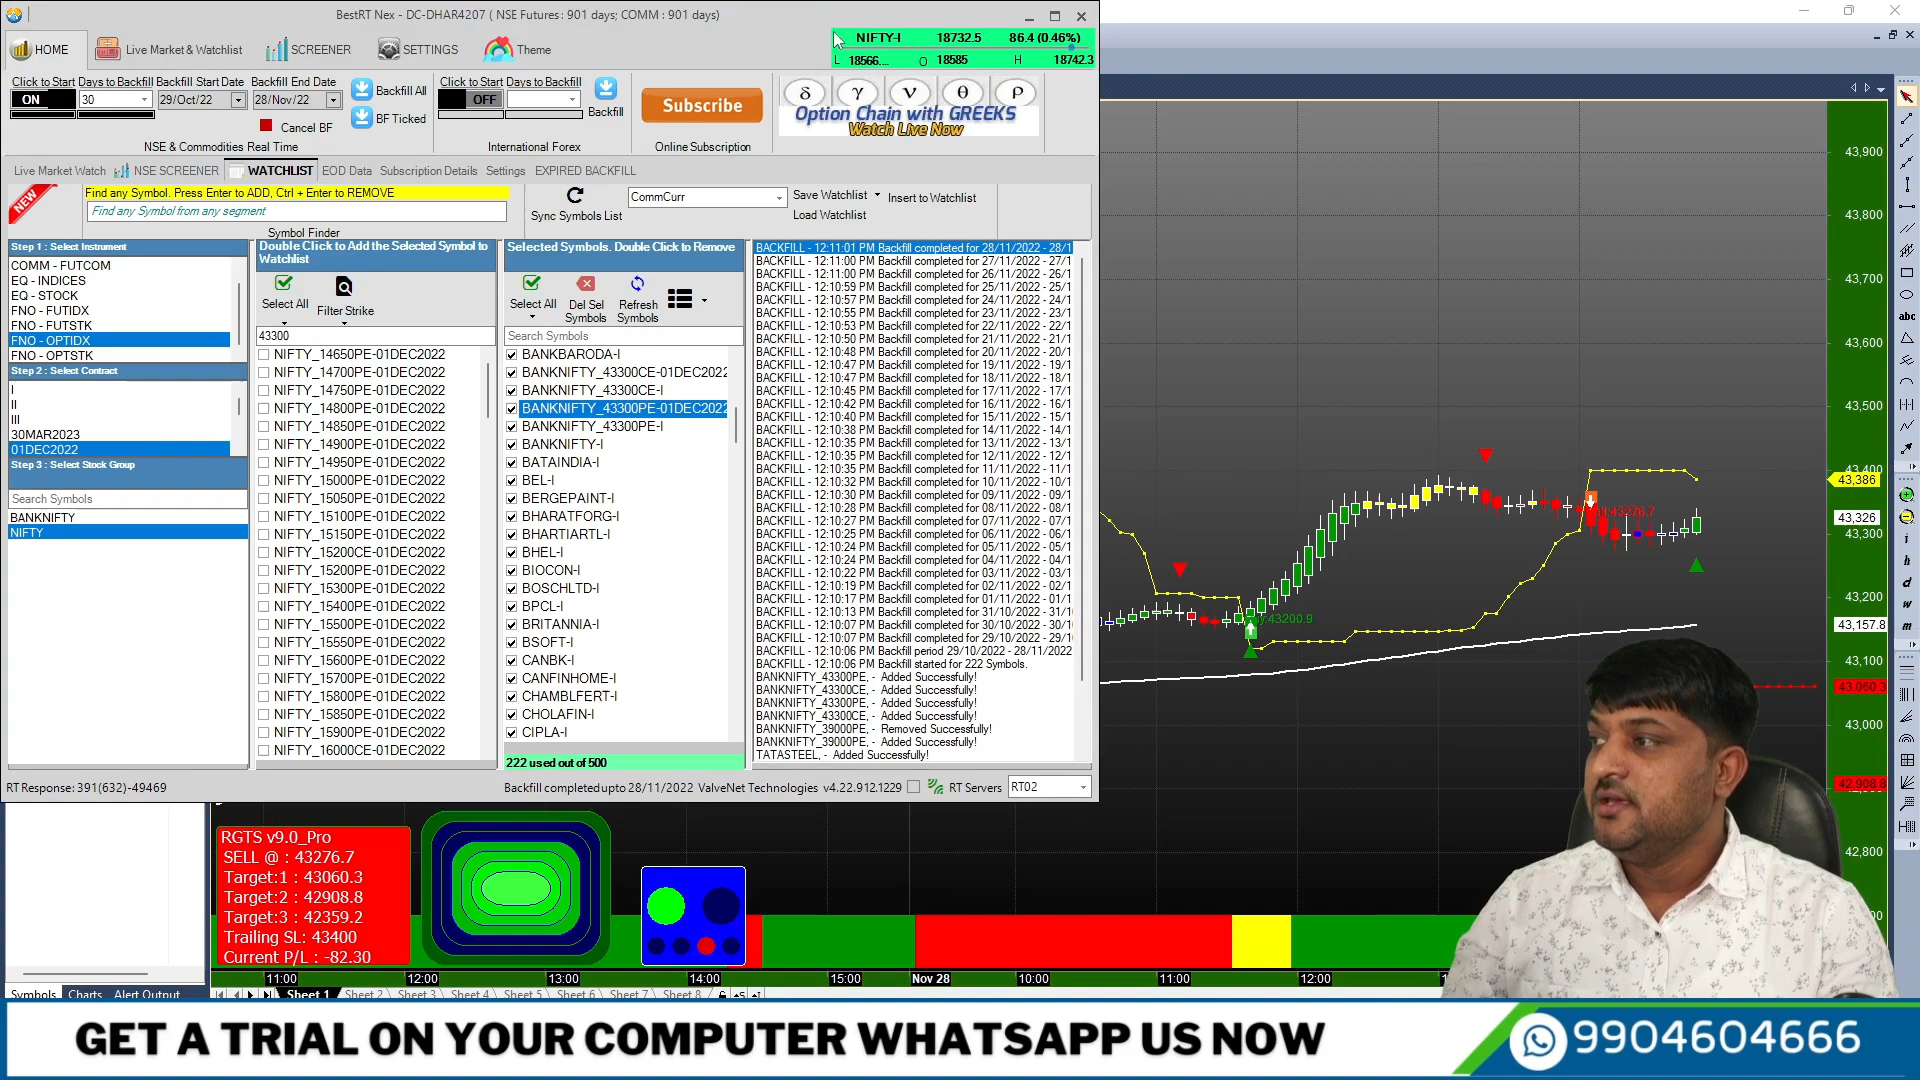 BestRT Nex - DC-DHAR4207 ( NSE Futures : 901 days; COMM : 901 days)
HOME
Live Market & Watchlist
SCREENER
SETTINGS
Theme
NIFTY-I 18732.5 86.4 (0.46%)
L 18566.... O 18585 H 18742.3
Click to Start Days to Backfill Backfill Start Date Backfill End Date
ON 30 29/Oct/22 28/Nov/22
Backfill All
BF Ticked
Cancel BF
NSE & Commodities Real Time
Click to Start Days to Backfill
OFF
Backfill
International Forex
Subscribe
Online Subscription
δ γ ν θ ρ
Option Chain with GREEKS
Watch Live Now
Live Market Watch NSE SCREENER WATCHLIST EOD Data Subscription Details Settings EXPIRED BACKFILL
NEW
Find any Symbol. Press Enter to ADD, Ctrl + Enter to REMOVE
Find any Symbol from any segment
Symbol Finder
Sync Symbols List
CommCurr
Save Watchlist
Load Watchlist
Insert to Watchlist
Step 1 : Select Instrument
COMM - FUTCOM
EQ - INDICES
EQ - STOCK
FNO - FUTIDX
FNO - FUTSTK
FNO - OPTIDX
FNO - OPTSTK
Step 2 : Select Contract
I
II
III
30MAR2023
01DEC2022
Step 3 : Select Stock Group
Search Symbols
BANKNIFTY
NIFTY
Double Click to Add the Selected Symbol to
Watchlist
Select All
Filter Strike
43300
NIFTY_14650PE-01DEC2022
NIFTY_14700PE-01DEC2022
NIFTY_14750PE-01DEC2022
NIFTY_14800PE-01DEC2022
NIFTY_14850PE-01DEC2022
NIFTY_14900PE-01DEC2022
NIFTY_14950PE-01DEC2022
NIFTY_15000PE-01DEC2022
NIFTY_15050PE-01DEC2022
NIFTY_15100PE-01DEC2022
NIFTY_15150PE-01DEC2022
NIFTY_15200CE-01DEC2022
NIFTY_15200PE-01DEC2022
NIFTY_15300PE-01DEC2022
NIFTY_15400PE-01DEC2022
NIFTY_15500PE-01DEC2022
NIFTY_15550PE-01DEC2022
NIFTY_15600PE-01DEC2022
NIFTY_15700PE-01DEC2022
NIFTY_15800PE-01DEC2022
NIFTY_15850PE-01DEC2022
NIFTY_15900PE-01DEC2022
NIFTY_16000CE-01DEC2022
Selected Symbols. Double Click to Remove
Select All
Del Sel
Symbols
Refresh
Symbols
Search Symbols
BANKBARODA-I
BANKNIFTY_43300CE-01DEC2022
BANKNIFTY_43300CE-I
BANKNIFTY_43300PE-01DEC2022
BANKNIFTY_43300PE-I
BANKNIFTY-I
BATAINDIA-I
BEL-I
BERGEPAINT-I
BHARATFORG-I
BHARTIARTL-I
BHEL-I
BIOCON-I
BOSCHLTD-I
BPCL-I
BRITANNIA-I
BSOFT-I
CANBK-I
CANFINHOME-I
CHAMBLFERT-I
CHOLAFIN-I
CIPLA-I
222 used out of 500
BACKFILL - 12:11:01 PM Backfill completed for 28/11/2022 - 28/1
BACKFILL - 12:11:00 PM Backfill completed for 27/11/2022 - 27/1
BACKFILL - 12:11:00 PM Backfill completed for 26/11/2022 - 26/1
BACKFILL - 12:10:59 PM Backfill completed for 25/11/2022 - 25/1
BACKFILL - 12:10:57 PM Backfill completed for 24/11/2022 - 24/1
BACKFILL - 12:10:55 PM Backfill completed for 23/11/2022 - 23/1
BACKFILL - 12:10:53 PM Backfill completed for 22/11/2022 - 22/1
BACKFILL - 12:10:50 PM Backfill completed for 21/11/2022 - 21/1
BACKFILL - 12:10:48 PM Backfill completed for 20/11/2022 - 20/1
BACKFILL - 12:10:47 PM Backfill completed for 19/11/2022 - 19/1
BACKFILL - 12:10:47 PM Backfill completed for 18/11/2022 - 18/1
BACKFILL - 12:10:45 PM Backfill completed for 17/11/2022 - 17/1
BACKFILL - 12:10:42 PM Backfill completed for 16/11/2022 - 16/1
BACKFILL - 12:10:40 PM Backfill completed for 15/11/2022 - 15/1
BACKFILL - 12:10:38 PM Backfill completed for 14/11/2022 - 14/1
BACKFILL - 12:10:35 PM Backfill completed for 13/11/2022 - 13/1
BACKFILL - 12:10:35 PM Backfill completed for 12/11/2022 - 12/1
BACKFILL - 12:10:35 PM Backfill completed for 11/11/2022 - 11/1
BACKFILL - 12:10:32 PM Backfill completed for 10/11/2022 - 10/1
BACKFILL - 12:10:30 PM Backfill completed for 09/11/2022 - 09/1
BACKFILL - 12:10:28 PM Backfill completed for 08/11/2022 - 08/1
BACKFILL - 12:10:27 PM Backfill completed for 07/11/2022 - 07/1
BACKFILL - 12:10:25 PM Backfill completed for 06/11/2022 - 06/1
BACKFILL - 12:10:24 PM Backfill completed for 05/11/2022 - 05/1
BACKFILL - 12:10:24 PM Backfill completed for 04/11/2022 - 04/1
BACKFILL - 12:10:22 PM Backfill completed for 03/11/2022 - 03/1
BACKFILL - 12:10:19 PM Backfill completed for 02/11/2022 - 02/1
BACKFILL - 12:10:17 PM Backfill completed for 01/11/2022 - 01/1
BACKFILL - 12:10:13 PM Backfill completed for 31/10/2022 - 31/10
BACKFILL - 12:10:07 PM Backfill completed for 30/10/2022 - 30/10
BACKFILL - 12:10:07 PM Backfill completed for 29/10/2022 - 29/10
BACKFILL - 12:10:06 PM Backfill period 29/10/2022 - 28/11/2022
BACKFILL - 12:10:06 PM Backfill started for 222 Symbols.
BANKNIFTY_43300PE, - Added Successfully!
BANKNIFTY_43300CE, - Added Successfully!
BANKNIFTY_43300PE, - Added Successfully!
BANKNIFTY_43300CE, - Added Successfully!
BANKNIFTY_39000PE, - Removed Successfully!
BANKNIFTY_39000PE, - Added Successfully!
TATASTEEL, - Added Successfully!
RT Response: 391(632)-49469
Backfill completed upto 28/11/2022 ValveNet Technologies v4.22.912.1229
RT Servers RT02
43,900
43,800
43,700
43,600
43,500
43,400
43,386
43,326
43,300
43,200
43,157.8
43,100
43,060.3
43,000
42,908.8
42,800
43276.7
43200.9
abc
i
h
d
w
m
RGTS v9.0_Pro
SELL @ : 43276.7
Target:1 : 43060.3
Target:2 : 42908.8
Target:3 : 42359.2
Trailing SL: 43400
Current P/L : -82.30
11:00 12:00 13:00 14:00 15:00 Nov 28 10:00 11:00 12:00
Symbols Charts Alert Output
Sheet 1 Sheet 2 Sheet 3 Sheet 4 Sheet 5 Sheet 6 Sheet 7 Sheet 8
GET A TRIAL ON YOUR COMPUTER WHATSAPP US NOW
9904604666